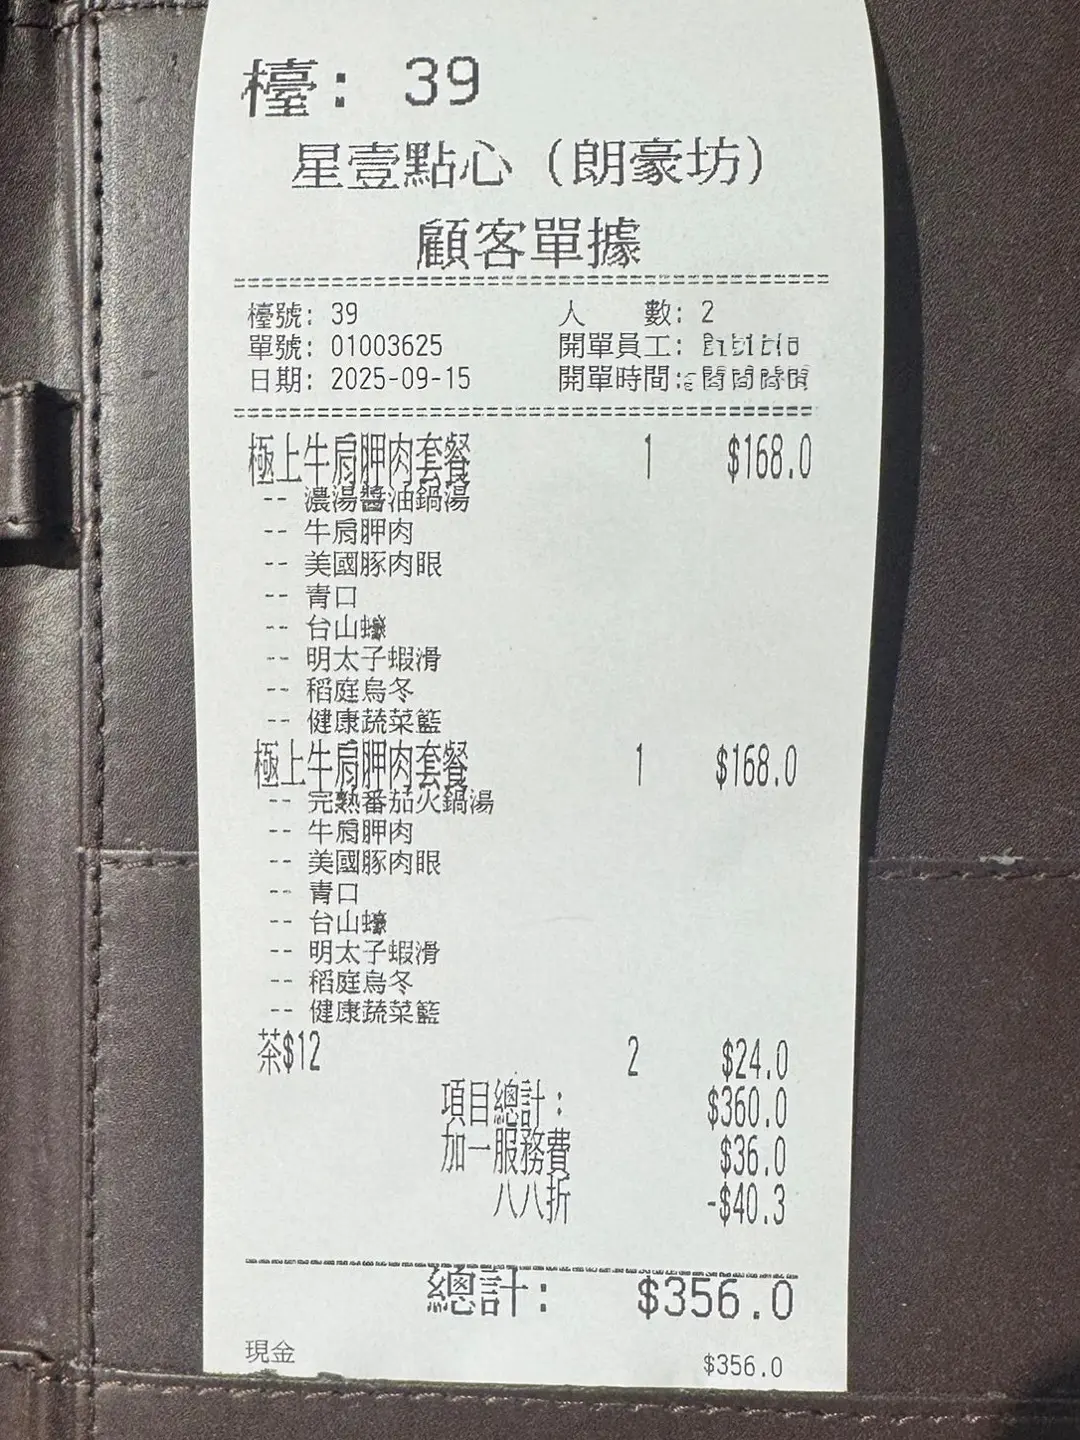 檯: 39
星壹點心（朗豪坊）
顧客單據
檯號: 39 人 數: 2
單號: 01003625 開單員工:
日期: 2025-09-15 開單時間:
極上牛肩胛肉套餐 1 $168.0
-- 濃湯醬油鍋湯
-- 牛肩胛肉
-- 美國豚肉眼
-- 青口
-- 台山蠔
-- 明太子蝦滑
-- 稻庭烏冬
-- 健康蔬菜籃
極上牛肩胛肉套餐 1 $168.0
-- 完熟番茄火鍋湯
-- 牛肩胛肉
-- 美國豚肉眼
-- 青口
-- 台山蠔
-- 明太子蝦滑
-- 稻庭烏冬
-- 健康蔬菜籃
茶$12 2 $24.0
項目總計: $360.0
加一服務費 $36.0
八八折 -$40.3
總計: $356.0
現金 $356.0